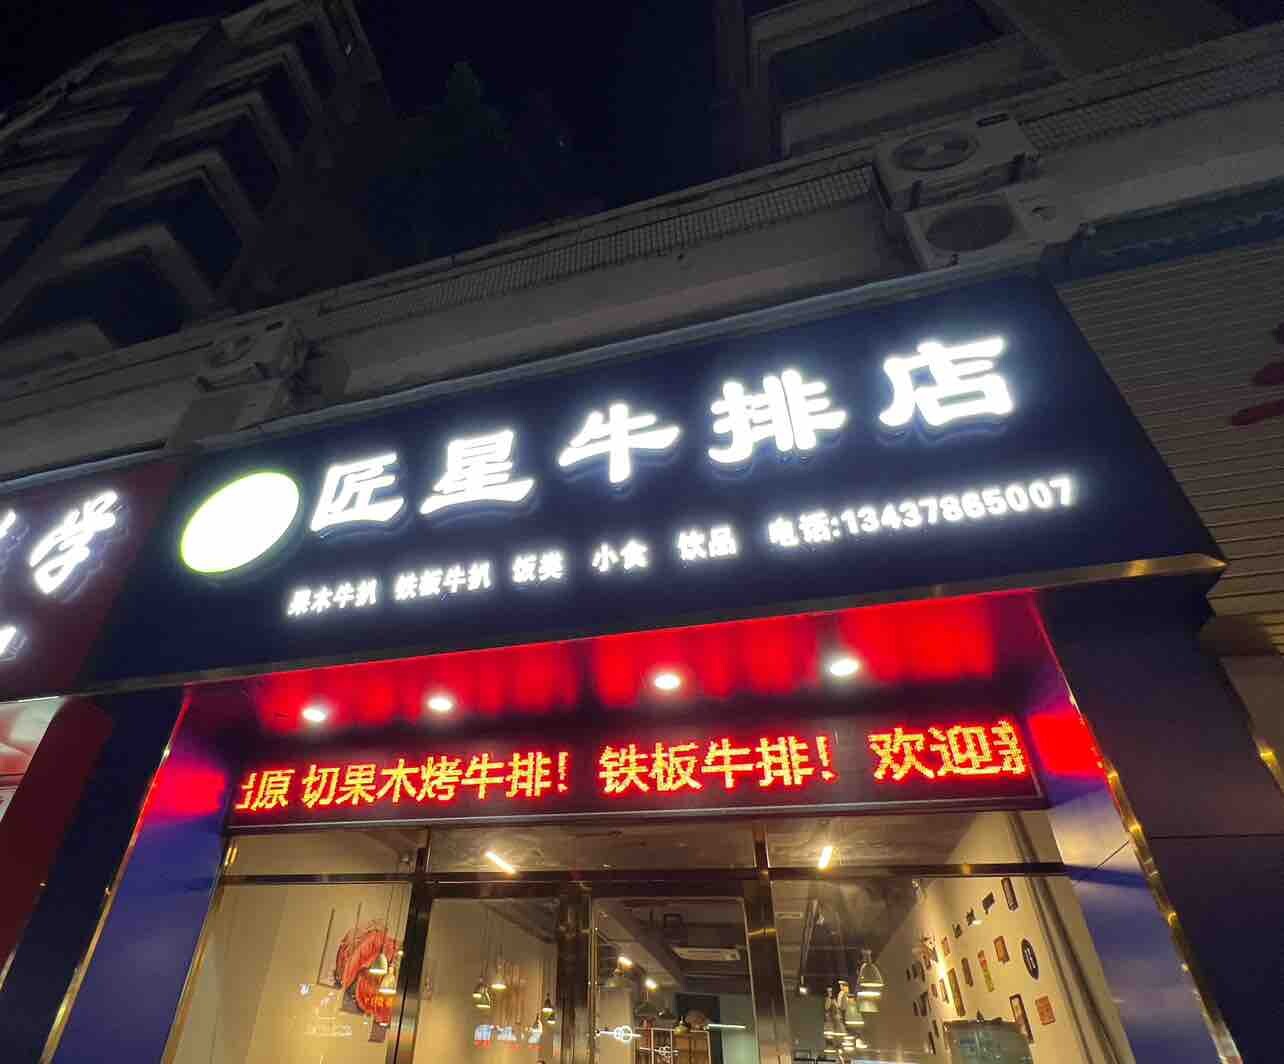 匠星牛排店
果木牛扒 铁板牛扒 饭类 小食 饮品 电话:13437865007
原 切果木烤牛排! 铁板牛排! 欢迎
学